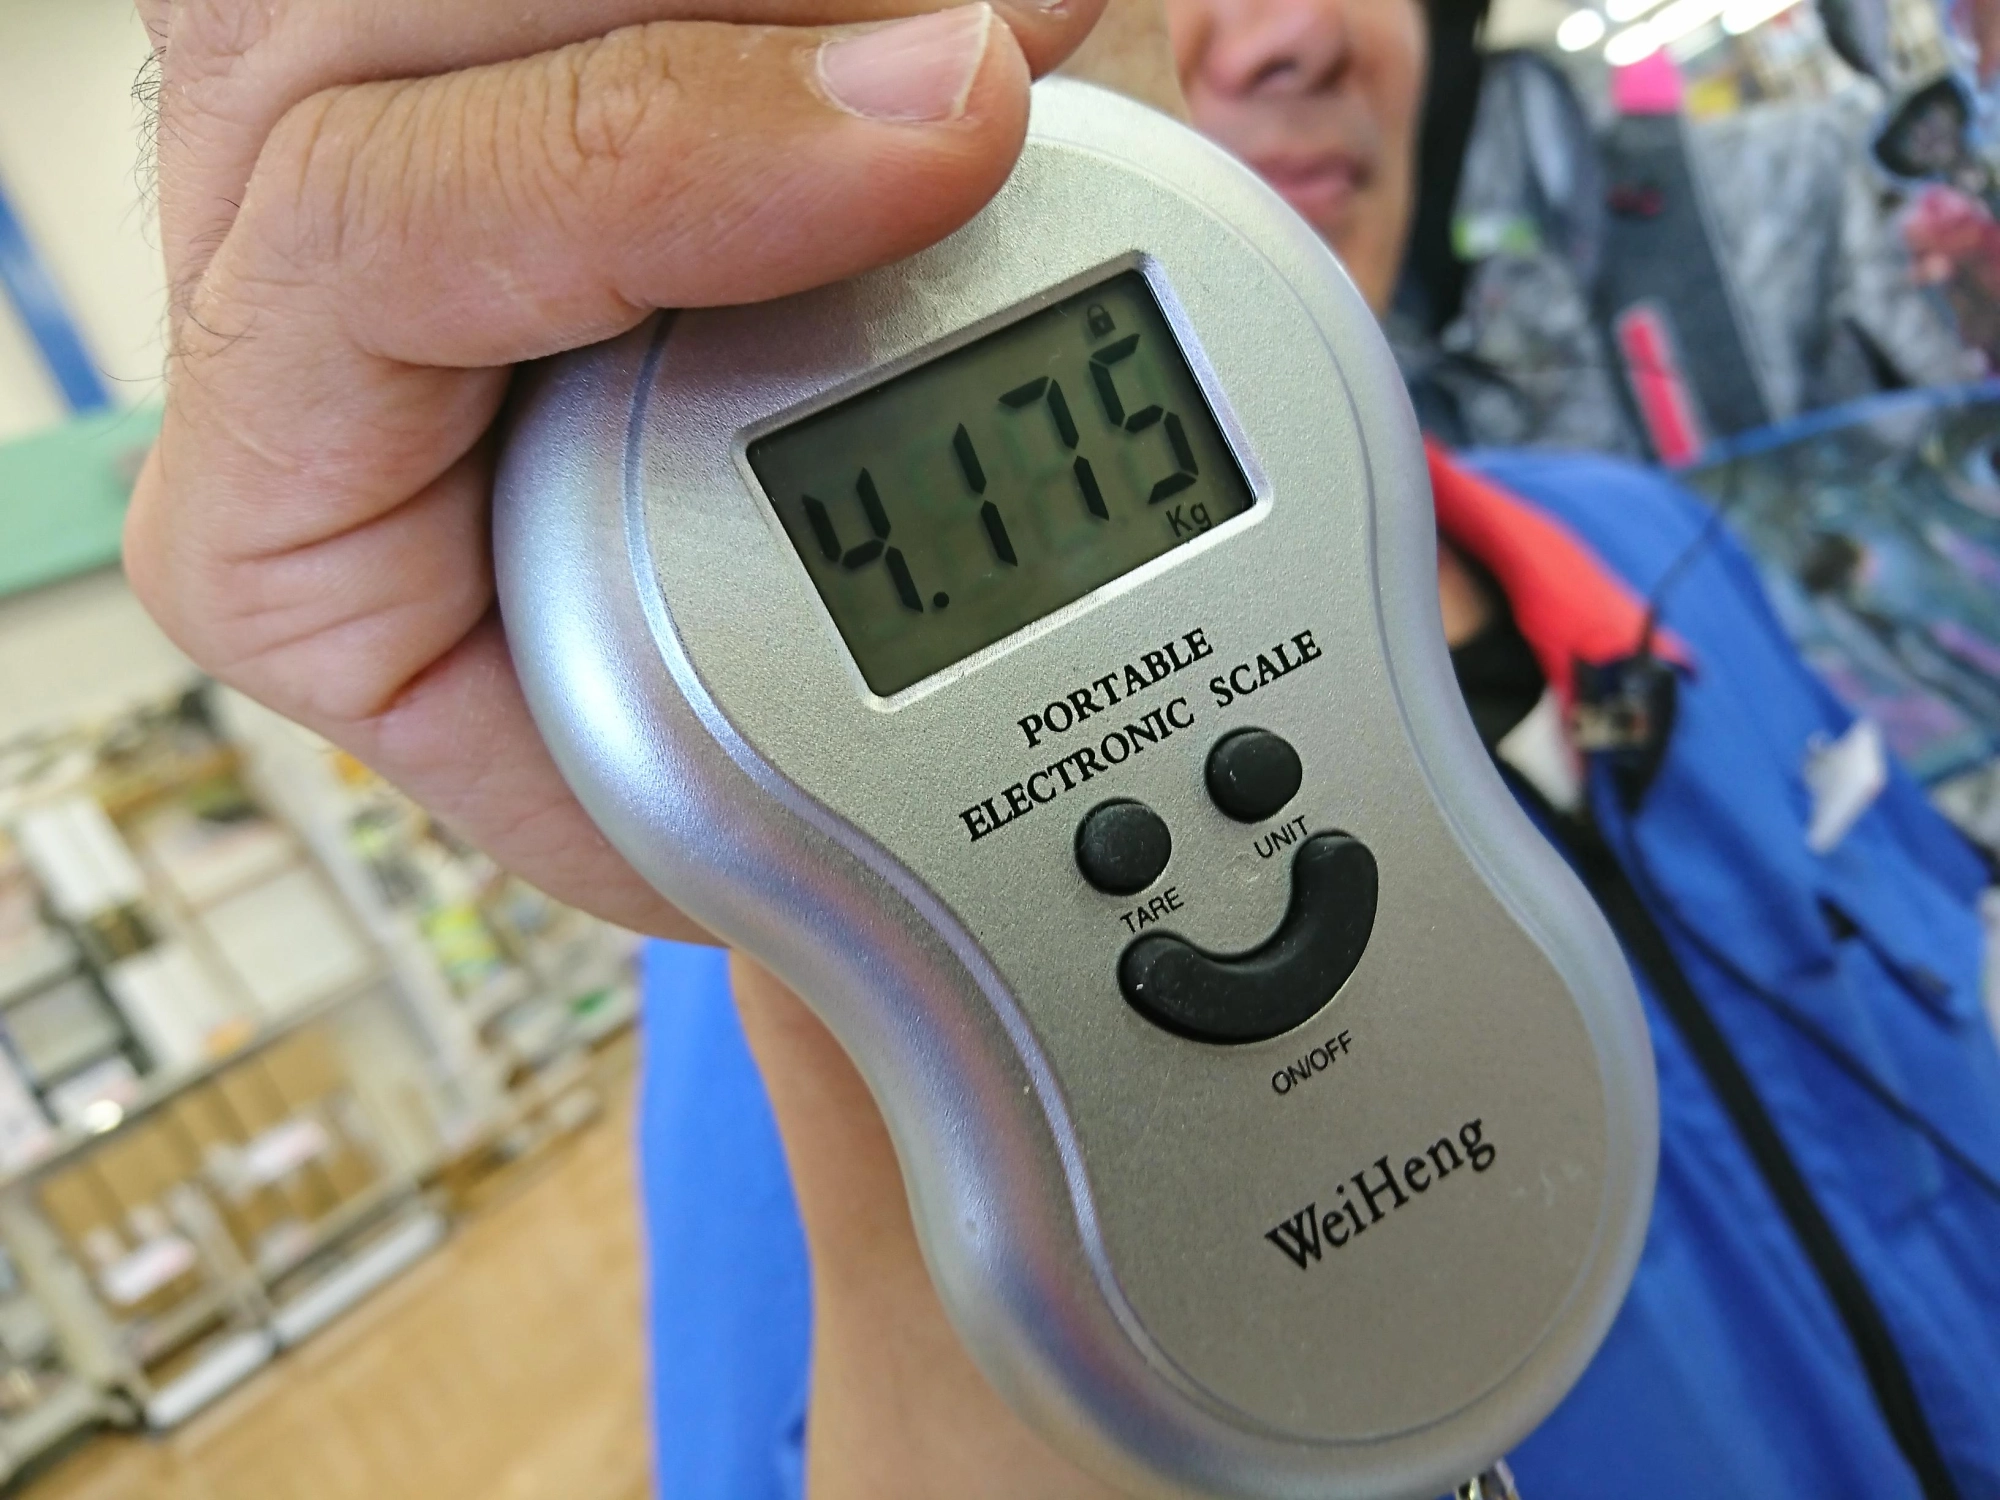 4.175
Kg
PORTABLE
ELECTRONIC SCALE
TARE
UNIT
ON/OFF
WeiHeng